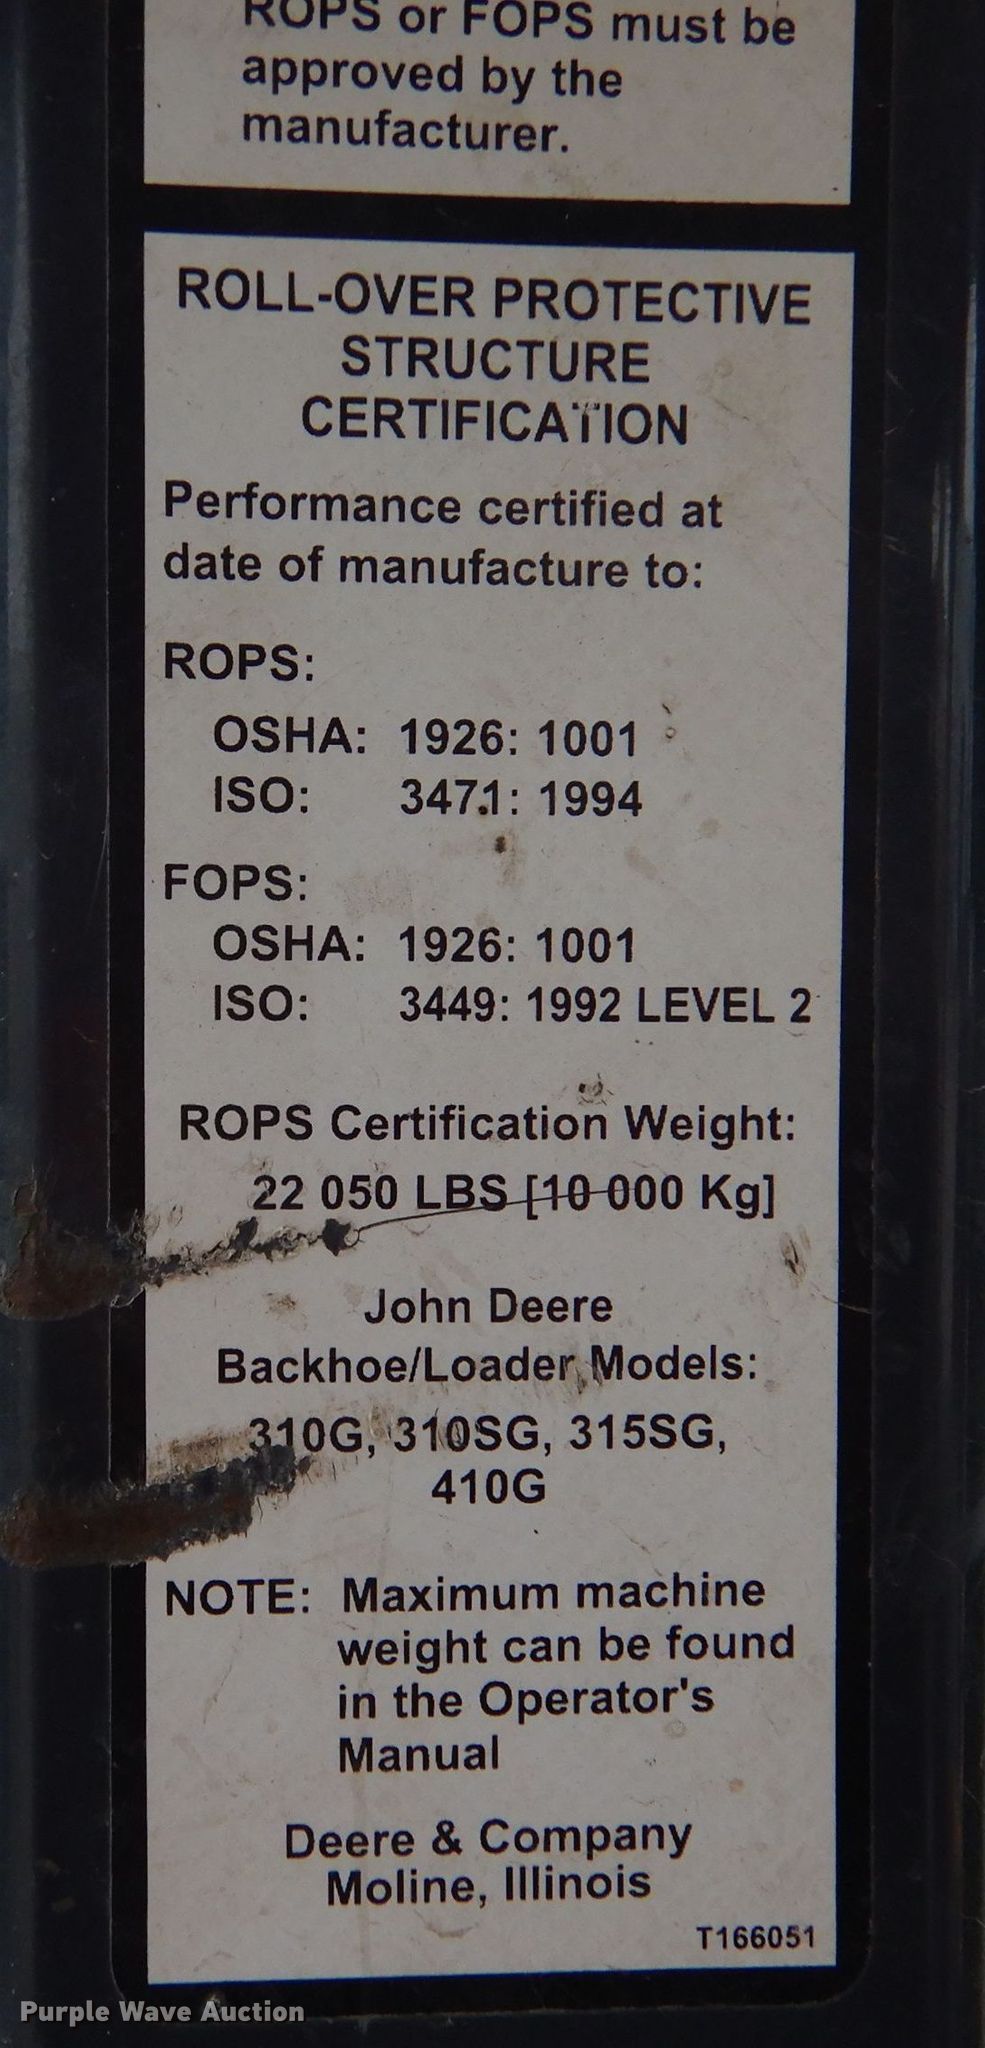 ROPS or FOPS must be
approved by the
manufacturer.
ROLL-OVER PROTECTIVE
STRUCTURE
CERTIFICATION
Performance certified at
date of manufacture to:
ROPS:
OSHA: 1926: 1001
ISO: 3471: 1994
FOPS:
OSHA: 1926: 1001
ISO: 3449: 1992 LEVEL 2
ROPS Certification Weight:
22 050 LBS [10 000 Kg]
John Deere
Backhoe/Loader Models:
310G, 310SG, 315SG,
410G
NOTE: Maximum machine
weight can be found
in the Operator's
Manual
Deere & Company
Moline, Illinois
T166051
Purple Wave Auction